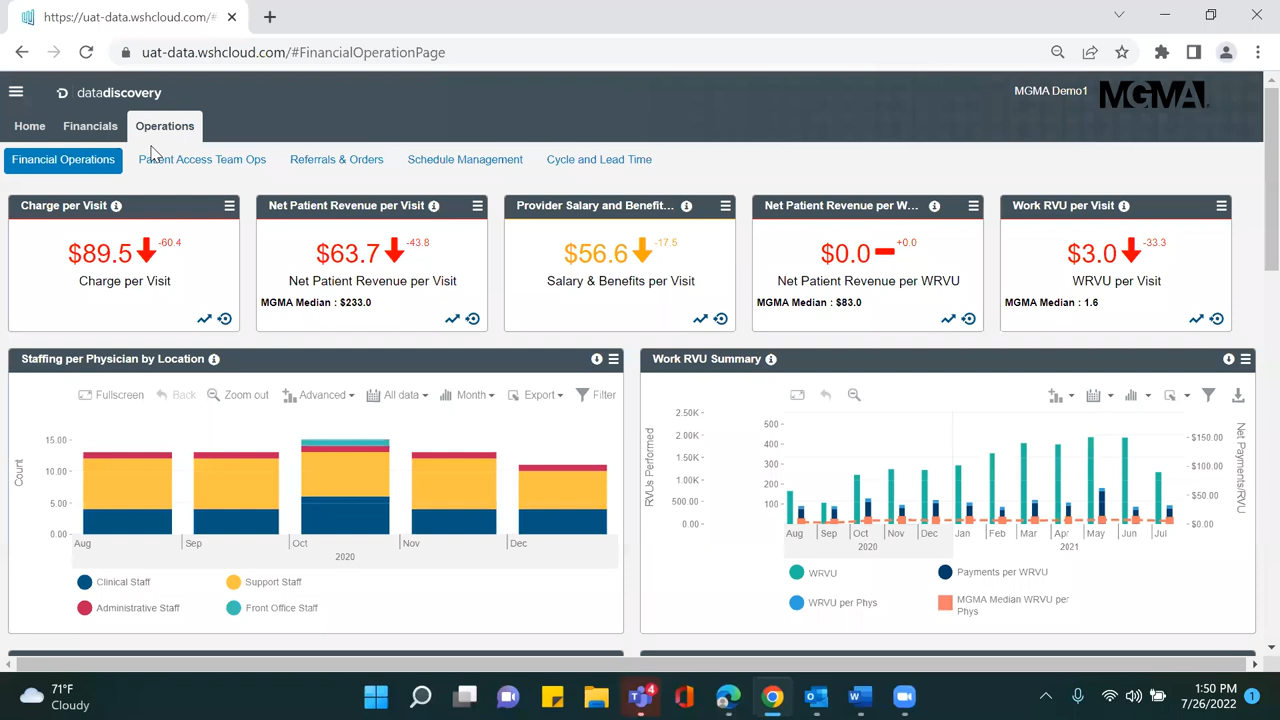 https://uat-data.wshcloud.com/#
uat-data.wshcloud.com/#FinancialOperationPage
datadiscovery
MGMA Demo1
MGMA
Home Financials Operations
Financial Operations Patient Access Team Ops Referrals & Orders Schedule Management Cycle and Lead Time
Charge per Visit
$89.5 -60.4
Charge per Visit
Net Patient Revenue per Visit
$63.7 -43.8
Net Patient Revenue per Visit
MGMA Median : $233.0
Provider Salary and Benefit...
$56.6 -17.5
Salary & Benefits per Visit
Net Patient Revenue per W...
$0.0 +0.0
Net Patient Revenue per WRVU
MGMA Median : $83.0
Work RVU per Visit
$3.0 -33.3
WRVU per Visit
MGMA Median : 1.6
Staffing per Physician by Location
Fullscreen Back Zoom out Advanced All data Month Export Filter
Count
15.00
10.00
5.00
0.00
Aug Sep Oct Nov Dec
2020
Clinical Staff Support Staff
Administrative Staff Front Office Staff
Work RVU Summary
RVUs Performed
2.50K
2.00K
1.50K
1.00K
500.00
0.00
500
400
300
200
100
$150.00
$100.00
$50.00
$0.00
Net Payments/RVU
Aug Sep Oct Nov Dec Jan Feb Mar Apr May Jun Jul
2020 2021
WRVU Payments per WRVU
WRVU per Phys MGMA Median WRVU per
Phys
71°F
Cloudy
4
1:50 PM
7/26/2022
1